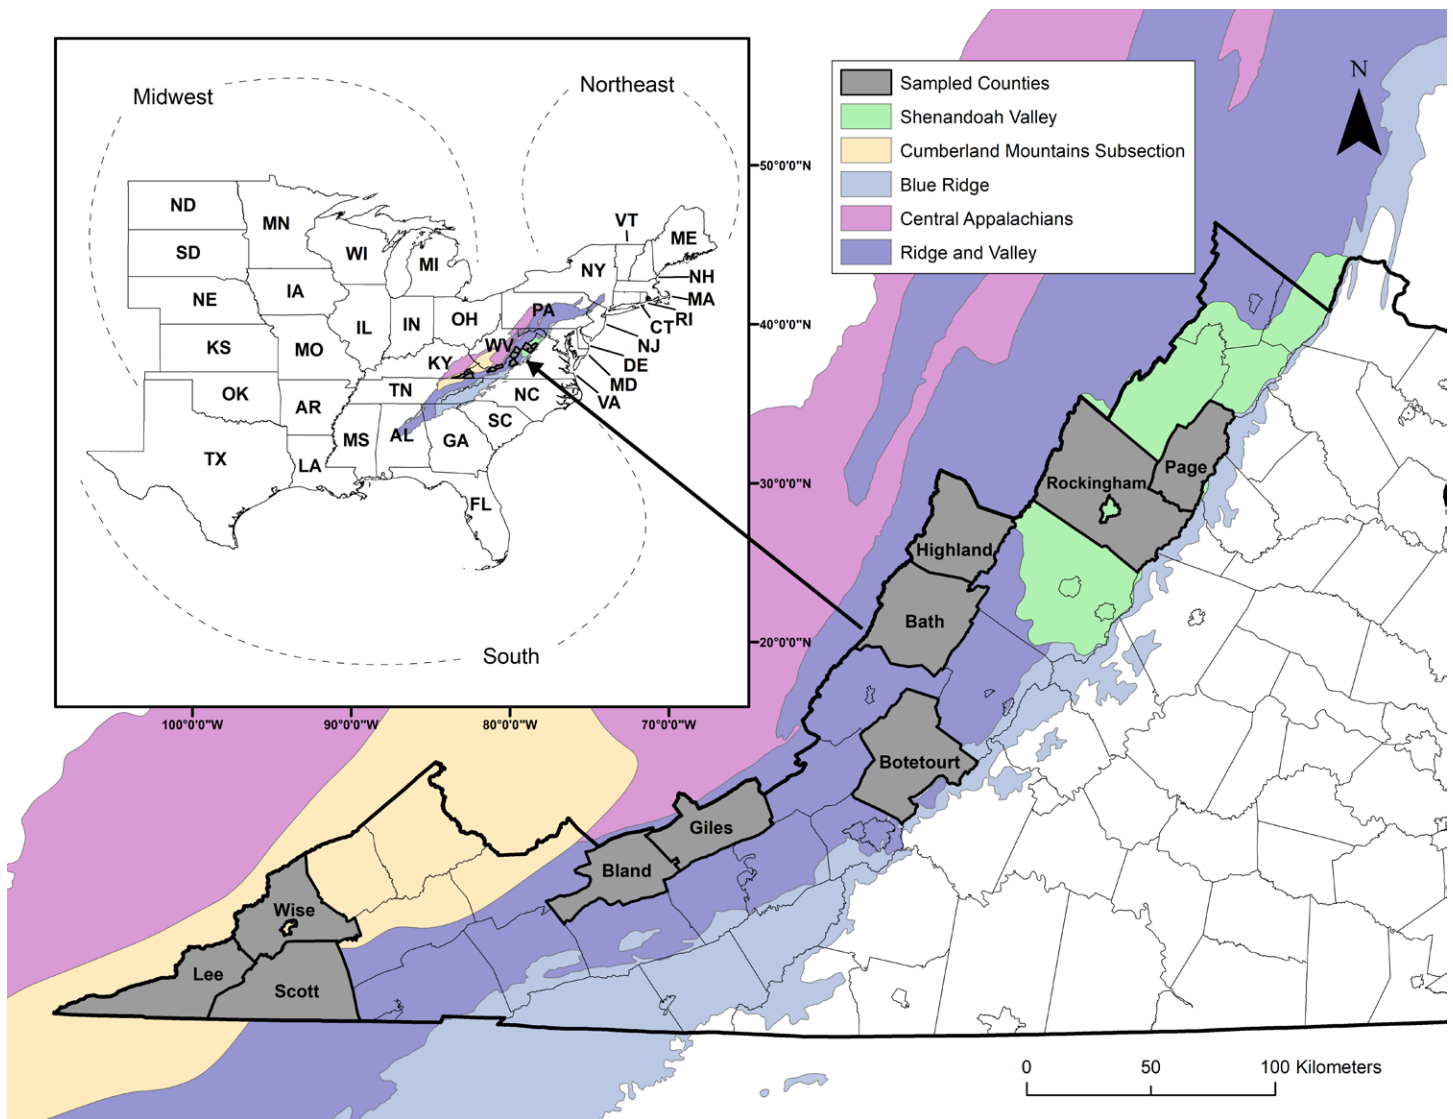 Midwest
Northeast
South
ND
MN
SD
WI
MI
NE
IA
IL
IN
OH
KS
MO
KY
WV
PA
NY
VT
ME
NH
MA
RI
CT
NJ
DE
MD
VA
OK
AR
TN
NC
SC
TX
LA
MS
AL
GA
FL
50°0'0"N
40°0'0"N
30°0'0"N
20°0'0"N
100°0'0"W
90°0'0"W
80°0'0"W
70°0'0"W
Sampled Counties
Shenandoah Valley
Cumberland Mountains Subsection
Blue Ridge
Central Appalachians
Ridge and Valley
N
Page
Rockingham
Highland
Bath
Botetourt
Giles
Bland
Wise
Lee
Scott
0 50 100 Kilometers